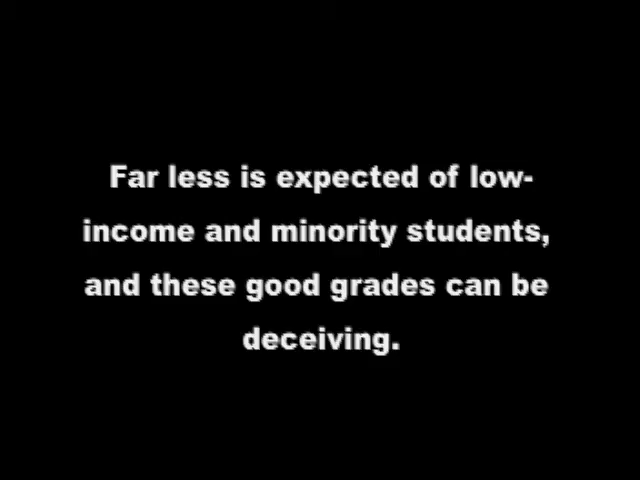 Far less is expected of low-
income and minority students,
and these good grades can be
deceiving.